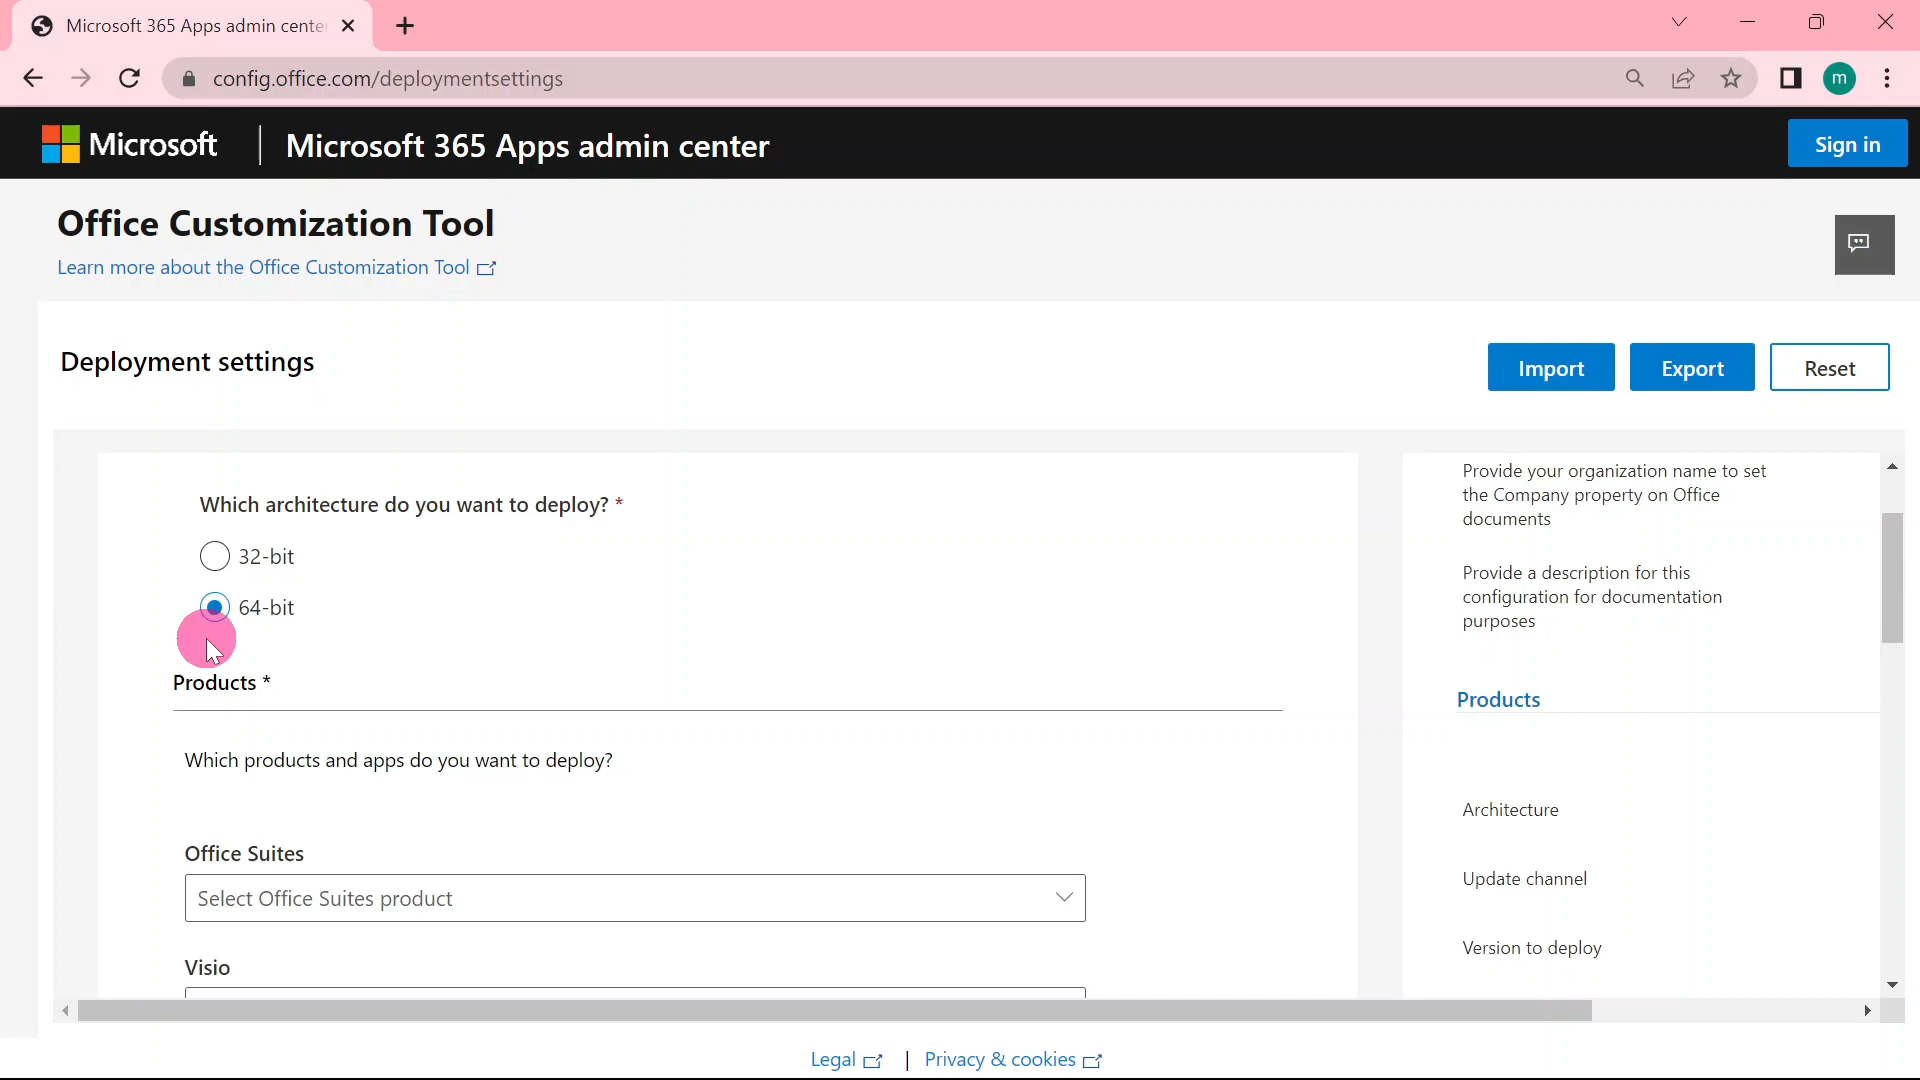 Microsoft 365 Apps admin cente
config.office.com/deploymentsettings
m
Microsoft
Microsoft 365 Apps admin center
Sign in
Office Customization Tool
Learn more about the Office Customization Tool
Deployment settings
Import
Export
Reset
Which architecture do you want to deploy? *
32-bit
64-bit
Products *
Which products and apps do you want to deploy?
Office Suites
Select Office Suites product
Visio
Provide your organization name to set
the Company property on Office
documents
Provide a description for this
configuration for documentation
purposes
Products
Architecture
Update channel
Version to deploy
Legal
|
Privacy & cookies